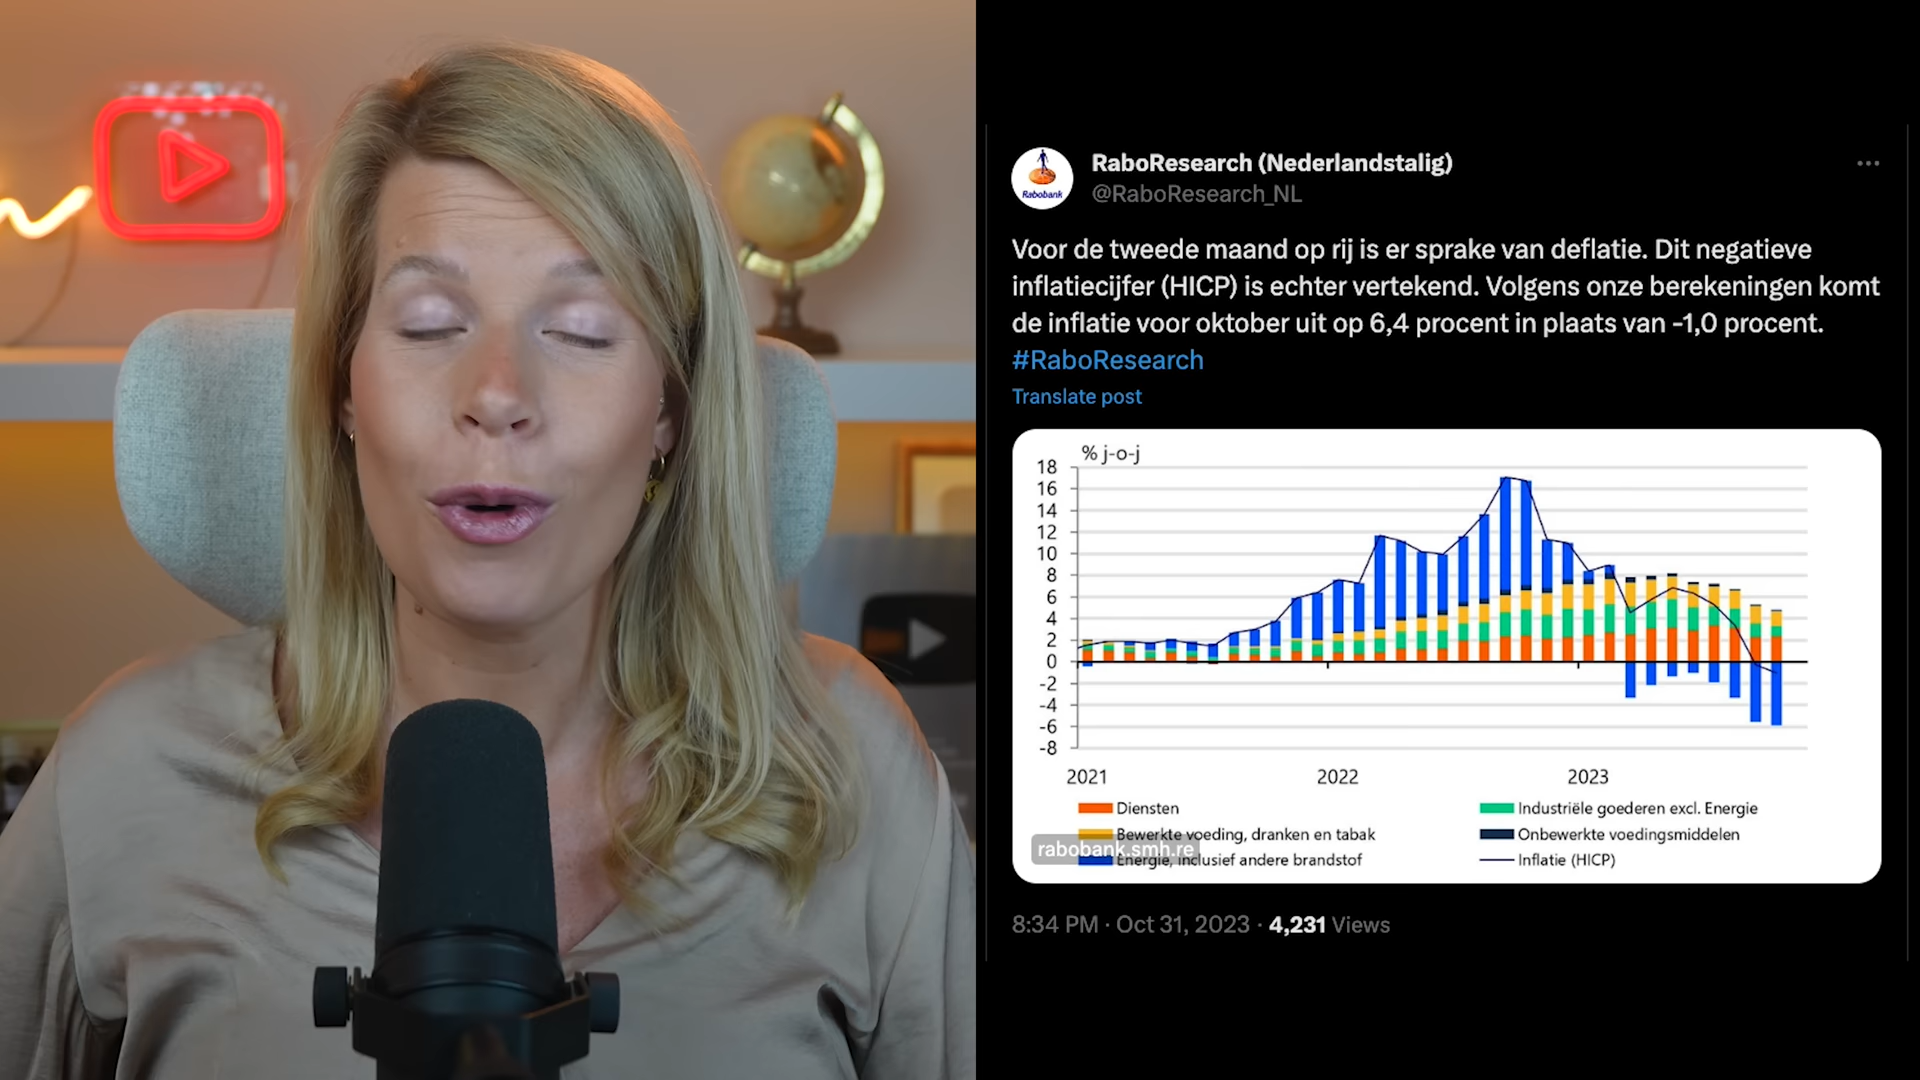 RaboResearch (Nederlandstalig)
@RaboResearch_NL
Rabobank
Voor de tweede maand op rij is er sprake van deflatie. Dit negatieve
inflatiecijfer (HICP) is echter vertekend. Volgens onze berekeningen komt
de inflatie voor oktober uit op 6,4 procent in plaats van -1,0 procent.
#RaboResearch
Translate post
% j-o-j
18
16
14
12
10
8
6
4
2
0
-2
-4
-6
-8
2021 2022 2023
Diensten
Industriële goederen excl. Energie
Bewerkte voeding, dranken en tabak
Onbewerkte voedingsmiddelen
rabobank.smh.re
Energie, inclusief andere brandstof
Inflatie (HICP)
8:34 PM · Oct 31, 2023 · 4,231 Views